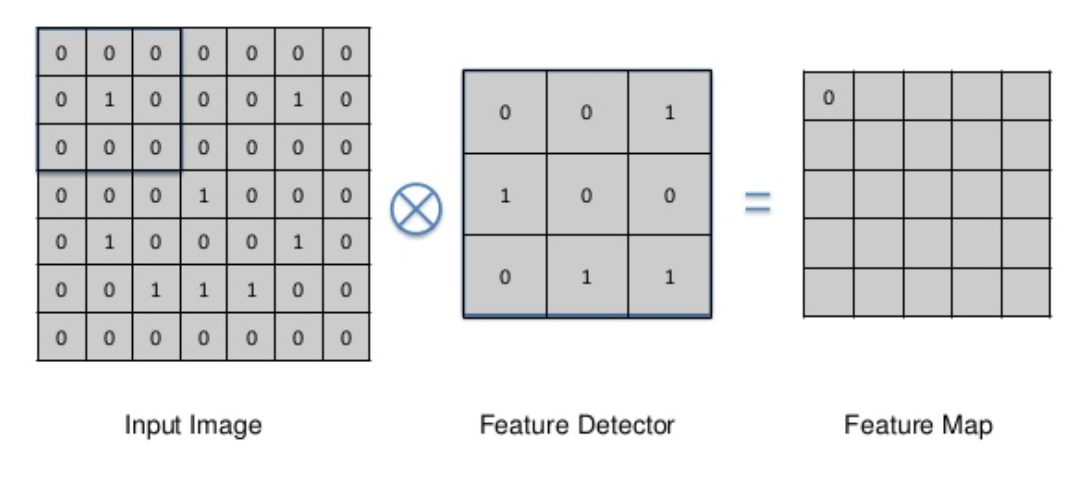 0 0 0 0 0 0 0
0 1 0 0 0 1 0
0 0 0 0 0 0 0
0 0 0 1 0 0 0
0 1 0 0 0 1 0
0 0 1 1 1 0 0
0 0 0 0 0 0 0
0 0 1
1 0 0
0 1 1
=
0
Input Image
Feature Detector
Feature Map